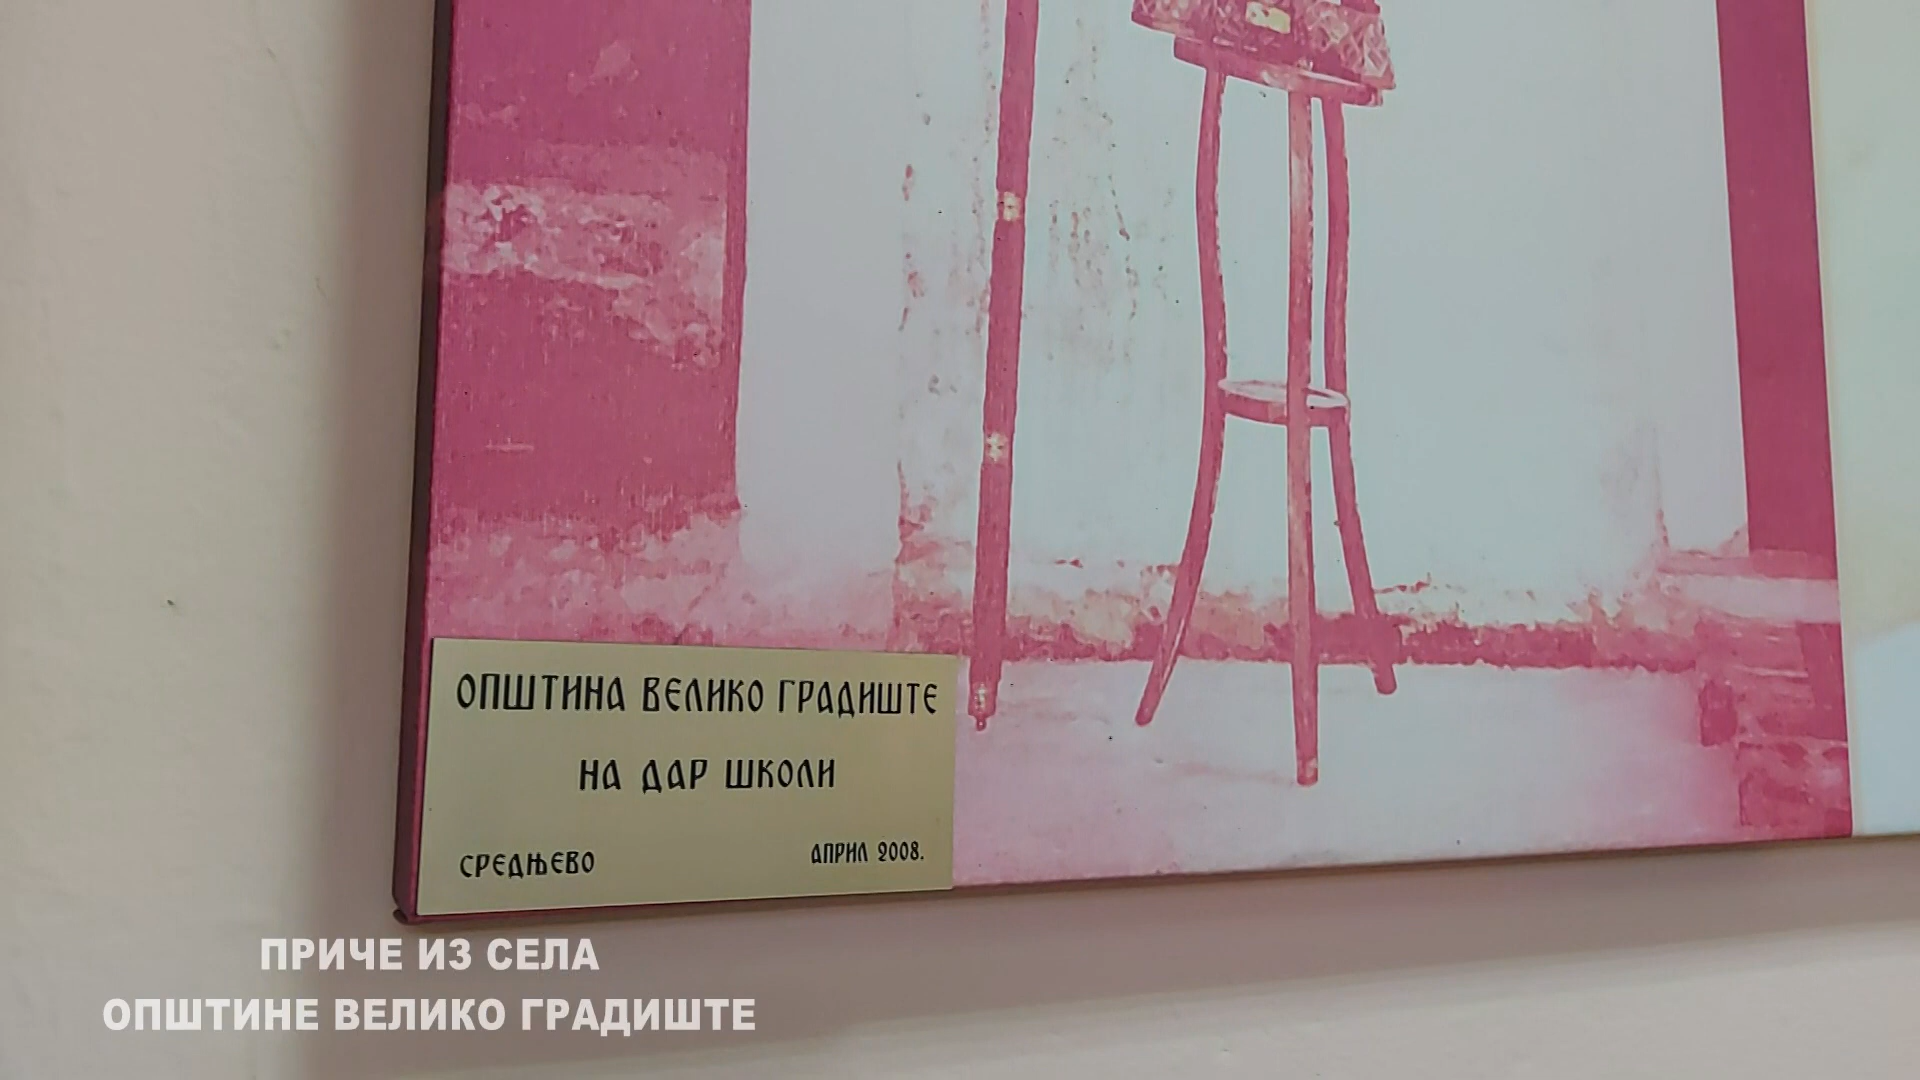 ОПШТИНА ВЕЛИКО ГРАДИШТЕ
НА ДАР ШКОЛИ
СРЕДЊЕВО
АПРИЛ 2008.
ПРИЧЕ ИЗ СЕЛА
ОПШТИНЕ ВЕЛИКО ГРАДИШТЕ